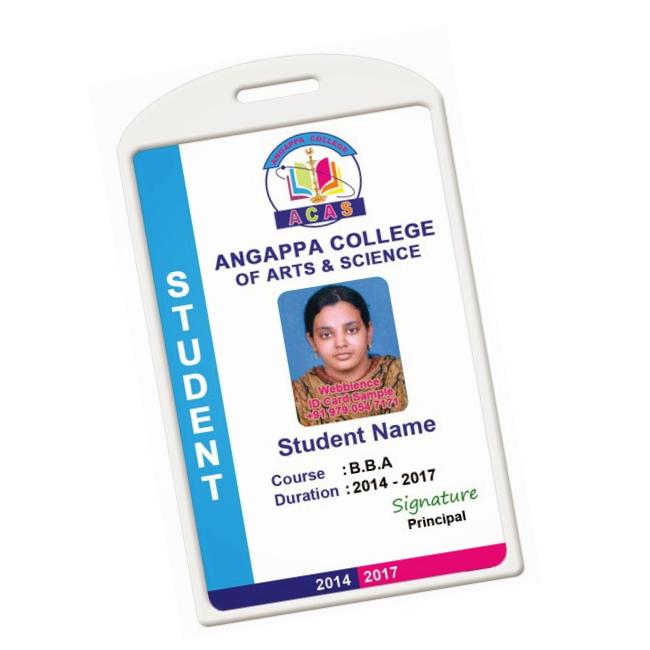 ANGAPPA COLLEGE
ACAS
ANGAPPA COLLEGE
OF ARTS & SCIENCE
STUDENT
Webblence
ID Card Sample
+91 979 054 7171
Student Name
Course : B.B.A
Duration : 2014 - 2017
Signature
Principal
2014 2017